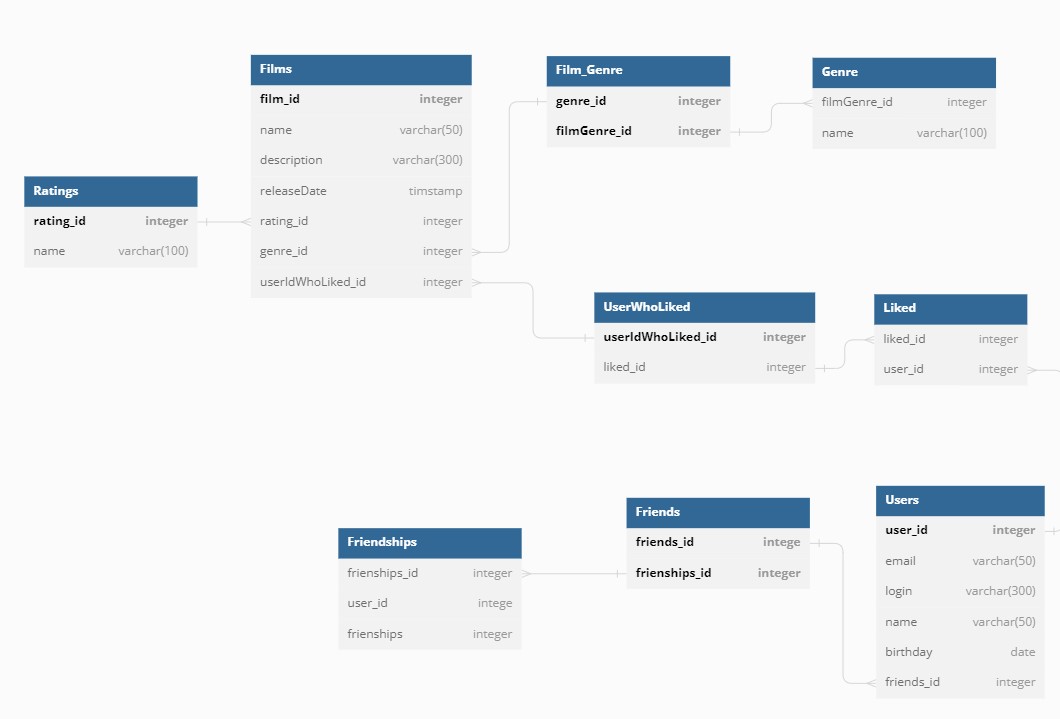 Films
film_id integer
name varchar(50)
description varchar(300)
releaseDate timstamp
rating_id integer
genre_id integer
userIdWhoLiked_id integer
Film_Genre
genre_id integer
filmGenre_id integer
Genre
filmGenre_id integer
name varchar(100)
Ratings
rating_id integer
name varchar(100)
UserWhoLiked
userIdWhoLiked_id integer
liked_id integer
Liked
liked_id integer
user_id integer
Friendships
frienships_id integer
user_id intege
frienships integer
Friends
friends_id intege
frienships_id integer
Users
user_id integer
email varchar(50)
login varchar(300)
name varchar(50)
birthday date
friends_id integer